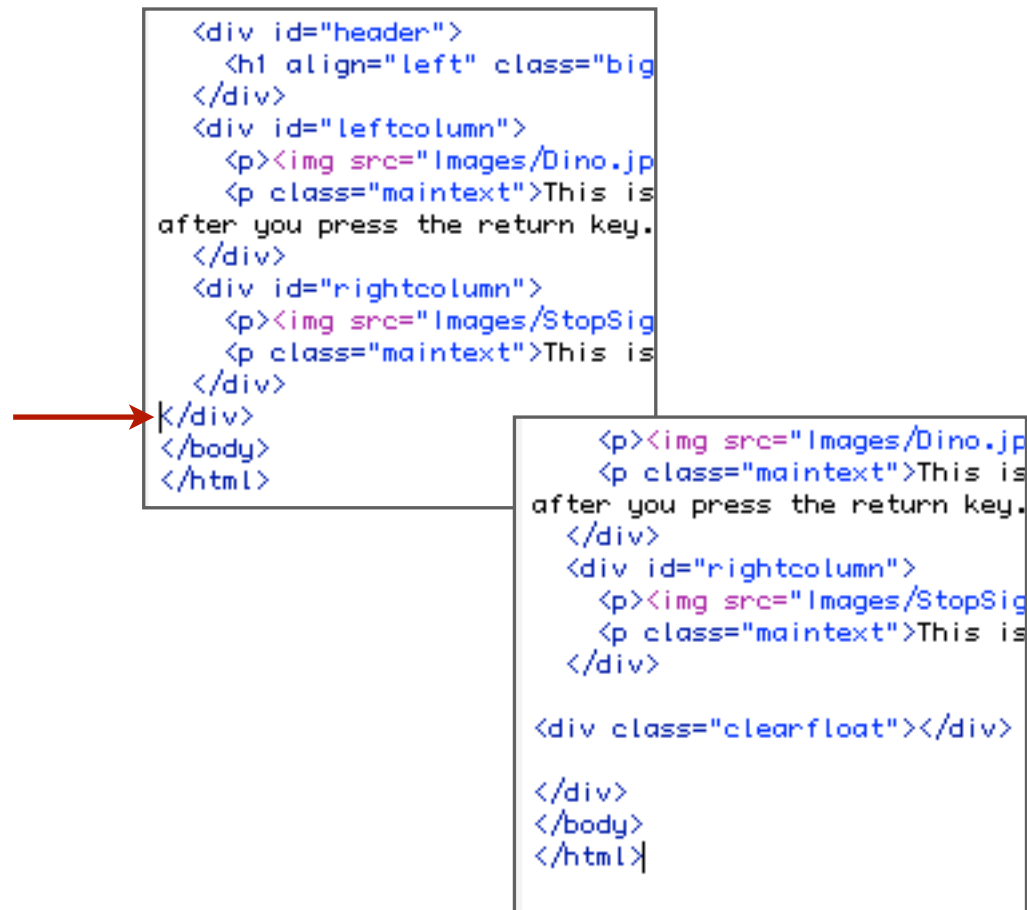 <div id="header">
<h1 align="left" class="big
</div>
<div id="leftcolumn">
<p><img src="Images/Dino.jp
<p class="maintext">This is
after you press the return key.
</div>
<div id="rightcolumn">
<p><img src="Images/StopSig
<p class="maintext">This is
</div>
</div>
</body>
</html>
<p><img src="Images/Dino.jp
<p class="maintext">This is
after you press the return key.
</div>
<div id="rightcolumn">
<p><img src="Images/StopSig
<p class="maintext">This is
</div>
<div class="clearfloat"></div>
</div>
</body>
</html>